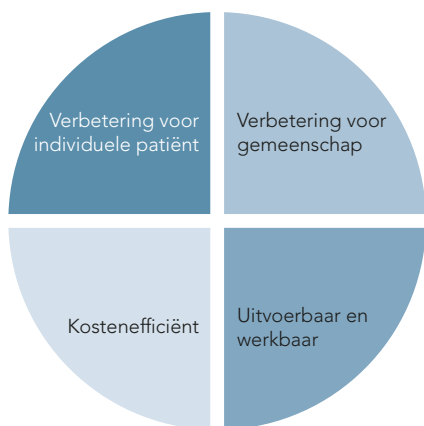 Verbetering voor
individuele patiënt
Verbetering voor
gemeenschap
Kostenefficiënt
Uitvoerbaar en
werkbaar